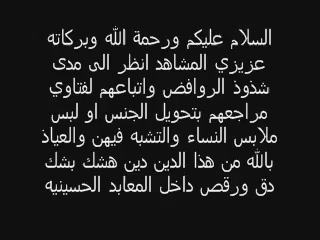 السلام عليكم ورحمة الله وبركاته
عزيزي المشاهد انظر الى مدى
شذوذ الروافض واتباعهم لفتاوي
مراجعهم بتحويل الجنس او لبس
ملابس النساء والتشبه فيهن والعياذ
بالله من هذا الدين دين هشك بشك
دق ورقص داخل المعابد الحسينيه